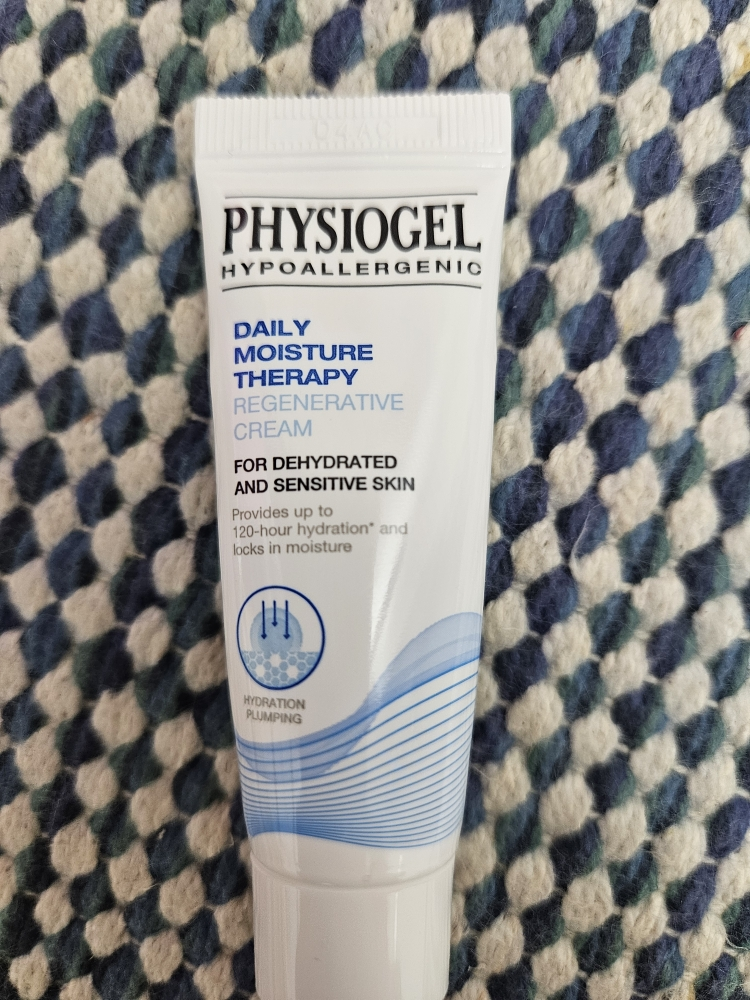 PHYSIOGEL
HYPOALLERGENIC
DAILY
MOISTURE
THERAPY
REGENERATIVE
CREAM
FOR DEHYDRATED
AND SENSITIVE SKIN
Provides up to
120-hour hydration* and
locks in moisture
HYDRATION
PLUMPING